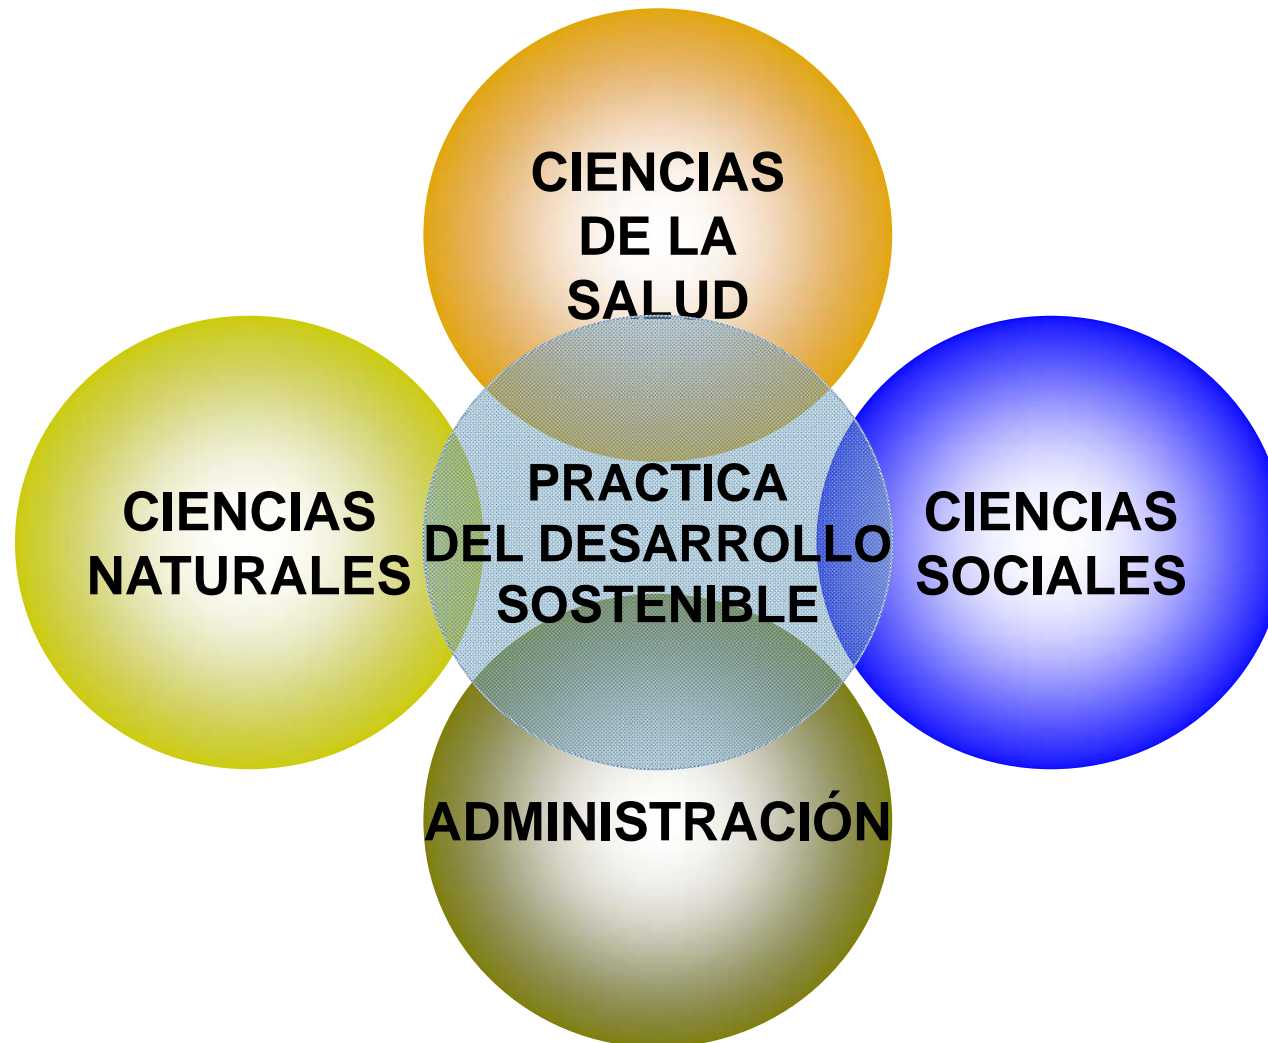 CIENCIAS
DE LA
SALUD
CIENCIAS
NATURALES
PRACTICA
DEL DESARROLLO
SOSTENIBLE
CIENCIAS
SOCIALES
ADMINISTRACIÓN